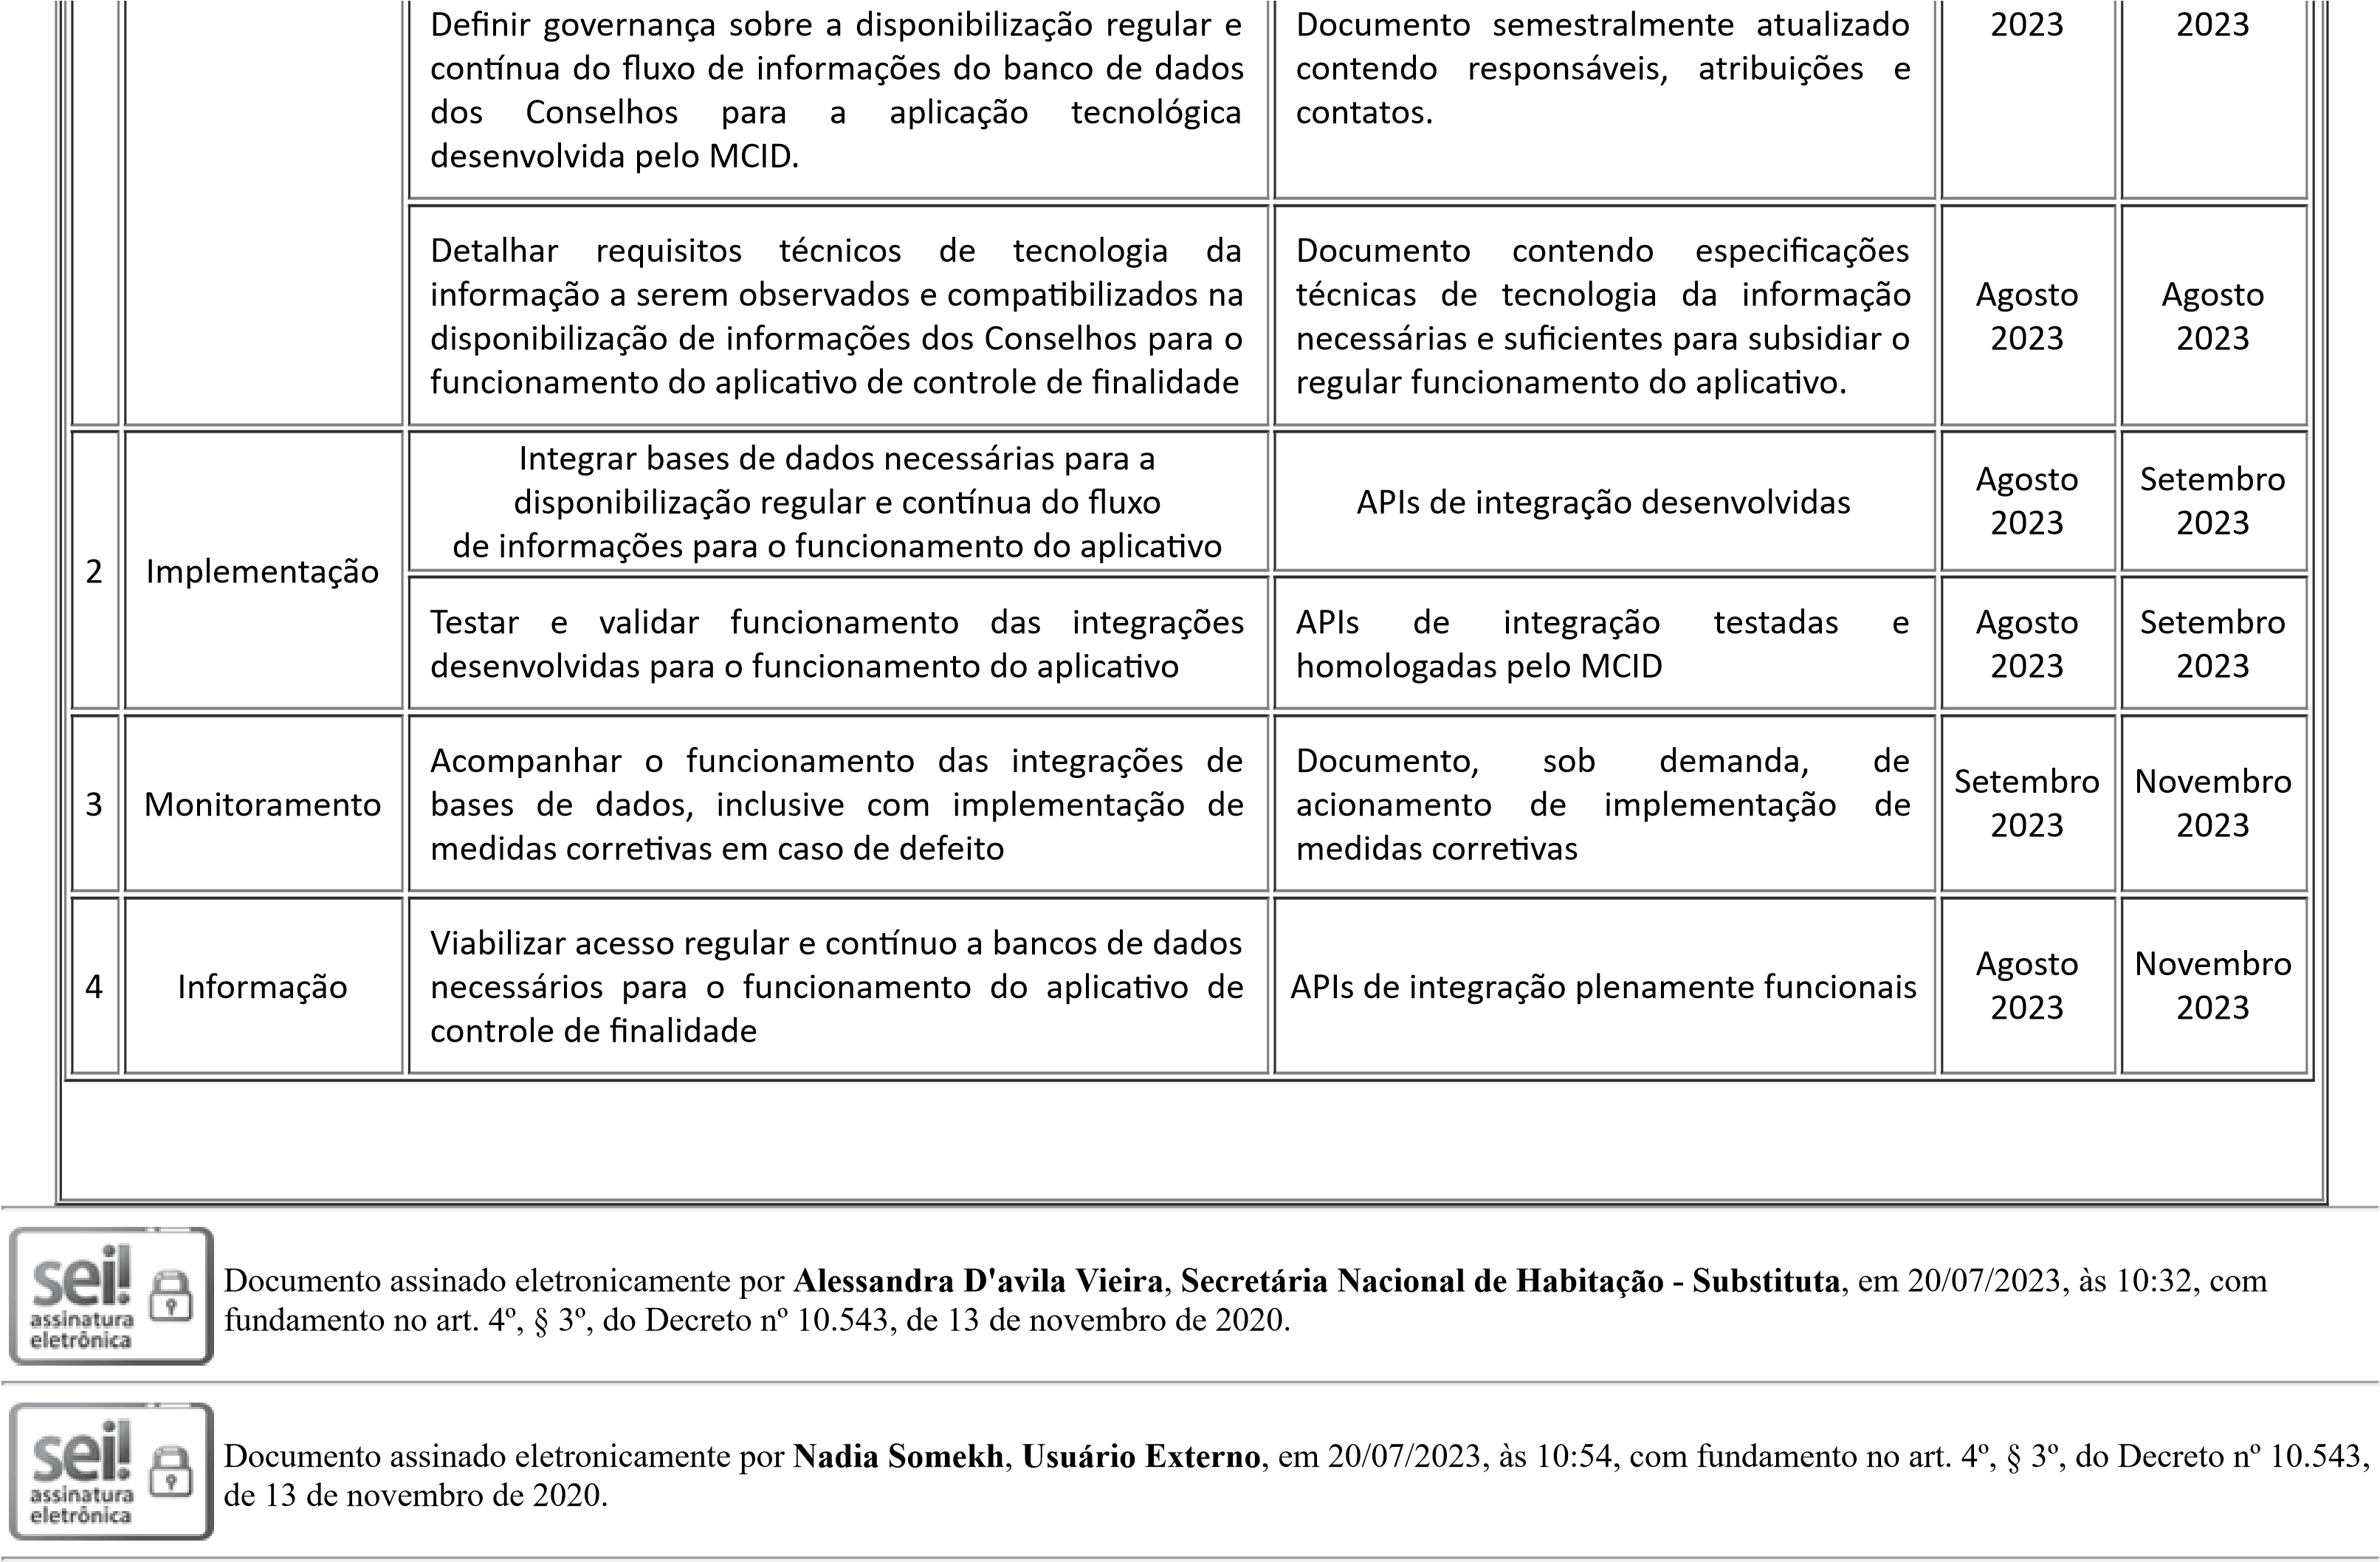 Definir governança sobre a disponibilização regular e
contínua do fluxo de informações do banco de dados
dos Conselhos para a aplicação tecnológica
desenvolvida pelo MCID.
Documento semestralmente atualizado
contendo responsáveis, atribuições e
contatos.
2023
2023
Detalhar requisitos técnicos de tecnologia da
informação a serem observados e compatibilizados na
disponibilização de informações dos Conselhos para o
funcionamento do aplicativo de controle de finalidade
Documento contendo especificações
técnicas de tecnologia da informação
necessárias e suficientes para subsidiar o
regular funcionamento do aplicativo.
Agosto
2023
Agosto
2023
2
Implementação
Integrar bases de dados necessárias para a
disponibilização regular e contínua do fluxo
de informações para o funcionamento do aplicativo
APIs de integração desenvolvidas
Agosto
2023
Setembro
2023
Testar e validar funcionamento das integrações
desenvolvidas para o funcionamento do aplicativo
APIs de integração testadas e
homologadas pelo MCID
Agosto
2023
Setembro
2023
3
Monitoramento
Acompanhar o funcionamento das integrações de
bases de dados, inclusive com implementação de
medidas corretivas em caso de defeito
Documento, sob demanda, de
acionamento de implementação de
medidas corretivas
Setembro
2023
Novembro
2023
4
Informação
Viabilizar acesso regular e contínuo a bancos de dados
necessários para o funcionamento do aplicativo de
controle de finalidade
APIs de integração plenamente funcionais
Agosto
2023
Novembro
2023
sei!
assinatura
eletrônica
Documento assinado eletronicamente por Alessandra D'avila Vieira, Secretária Nacional de Habitação - Substituta, em 20/07/2023, às 10:32, com
fundamento no art. 4º, § 3º, do Decreto nº 10.543, de 13 de novembro de 2020.
sei!
assinatura
eletrônica
Documento assinado eletronicamente por Nadia Somekh, Usuário Externo, em 20/07/2023, às 10:54, com fundamento no art. 4º, § 3º, do Decreto nº 10.543,
de 13 de novembro de 2020.